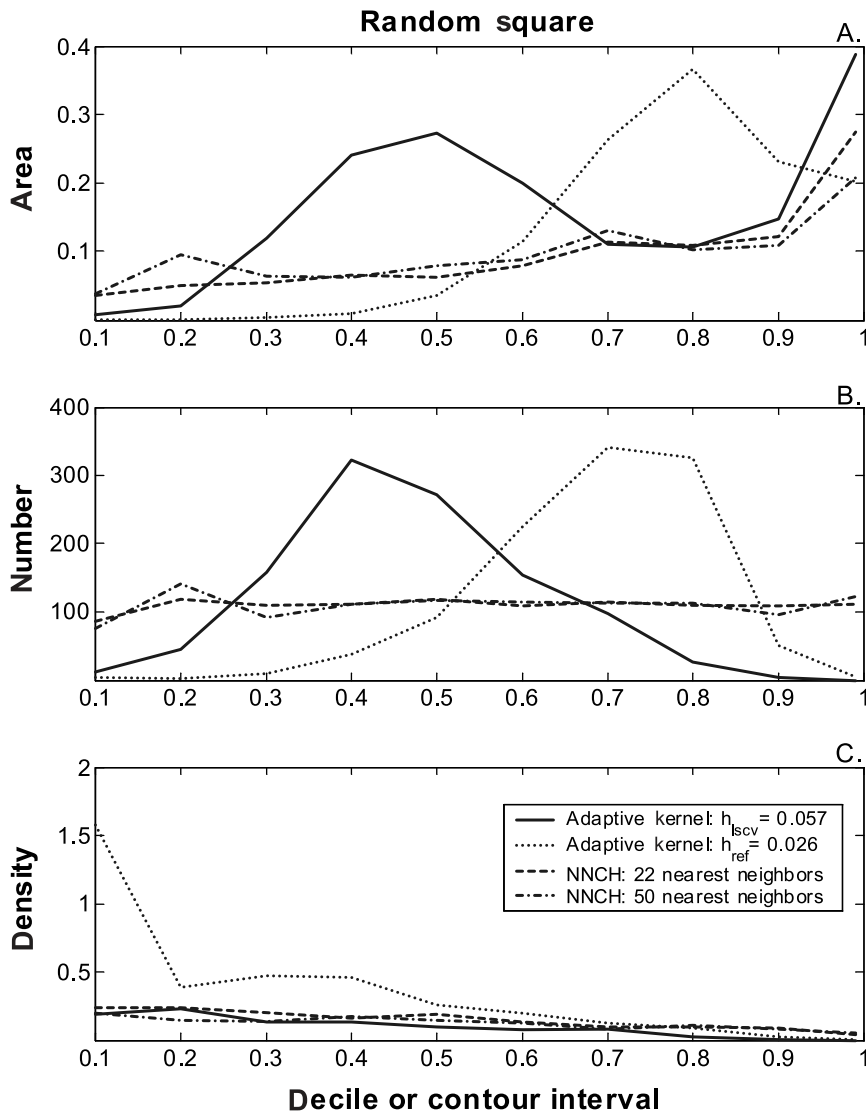 Random square
A.
0.4
0.3
0.2
0.1
Area
0.1 0.2 0.3 0.4 0.5 0.6 0.7 0.8 0.9 1
B.
400
300
200
100
Number
0.1 0.2 0.3 0.4 0.5 0.6 0.7 0.8 0.9 1
C.
2
1.5
1
0.5
Density
Adaptive kernel: hlscv = 0.057
Adaptive kernel: href = 0.026
NNCH: 22 nearest neighbors
NNCH: 50 nearest neighbors
0.1 0.2 0.3 0.4 0.5 0.6 0.7 0.8 0.9 1
Decile or contour interval